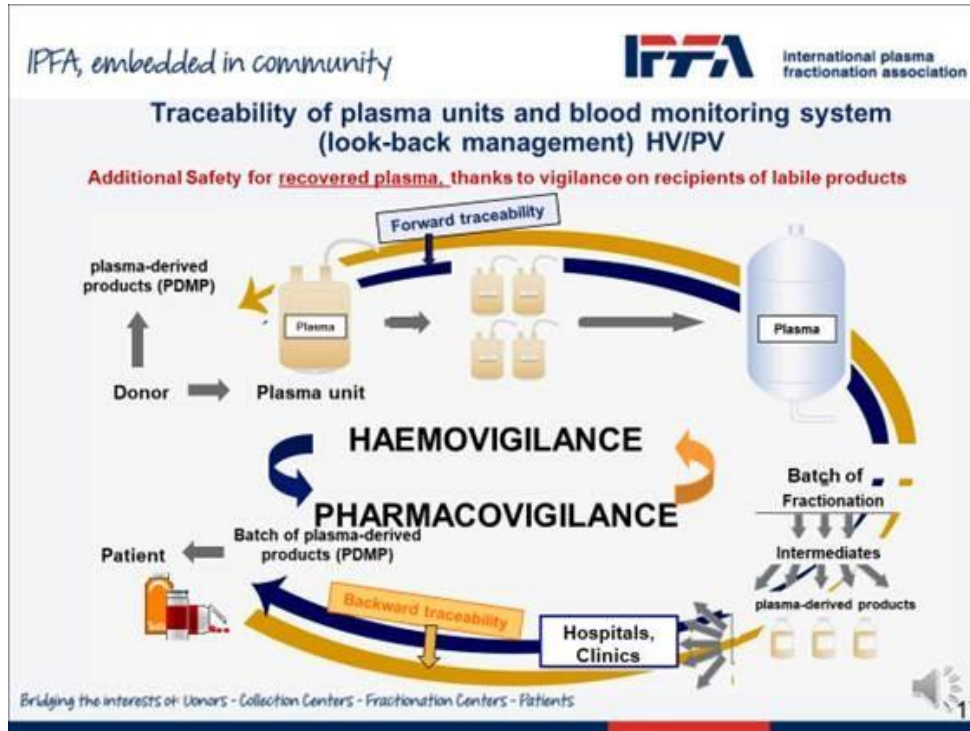 IPFA, embedded in community
IPFA
international plasma
fractionation association
Traceability of plasma units and blood monitoring system
(look-back management) HV/PV
Additional Safety for recovered plasma, thanks to vigilance on recipients of labile products
Forward traceability
plasma-derived
products (PDMP)
Plasma
Plasma
Donor
Plasma unit
HAEMOVIGILANCE
PHARMACOVIGILANCE
Batch of
Fractionation
Intermediates
plasma-derived products
Patient
Batch of plasma-derived
products (PDMP)
Backward traceability
Hospitals,
Clinics
Bridging the interests of: Donors - Collection Centers - Fractionation Centers - Patients
1